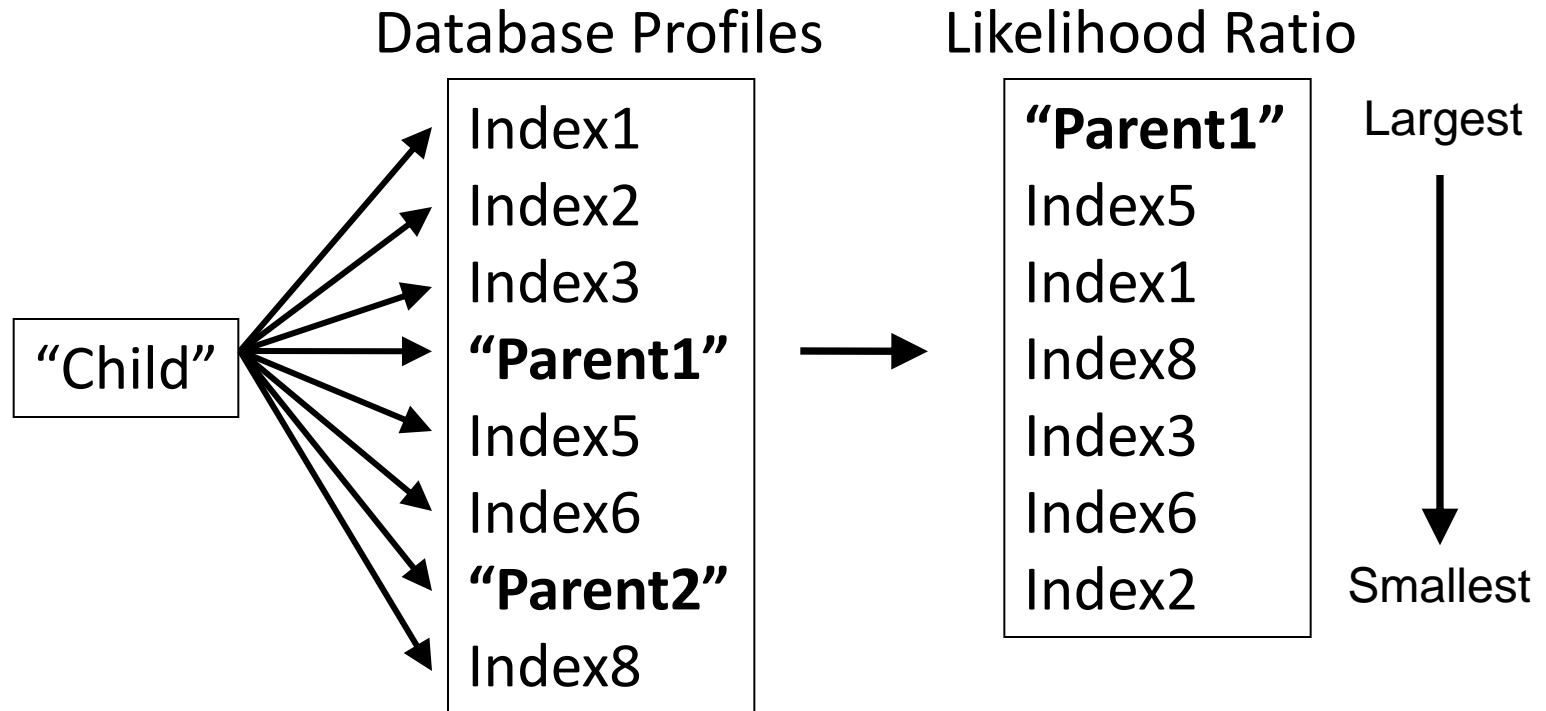 Database Profiles
Likelihood Ratio
“Child”
Index1
Index2
Index3
“Parent1”
Index5
Index6
“Parent2”
Index8
“Parent1”
Index5
Index1
Index8
Index3
Index6
Index2
Largest
Smallest